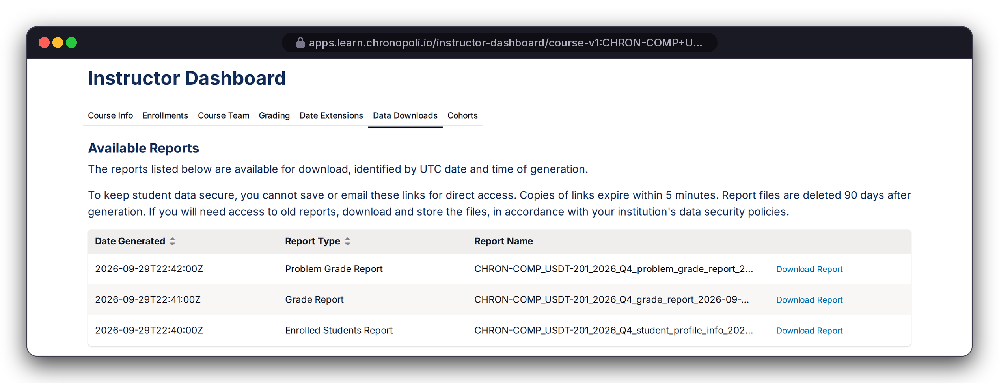 apps.learn.chronopoli.io/instructor-dashboard/course-v1:CHRON-COMP+U...
Instructor Dashboard
Course Info Enrollments Course Team Grading Date Extensions Data Downloads Cohorts
Available Reports
The reports listed below are available for download, identified by UTC date and time of generation.
To keep student data secure, you cannot save or email these links for direct access. Copies of links expire within 5 minutes. Report files are deleted 90 days after
generation. If you will need access to old reports, download and store the files, in accordance with your institution's data security policies.
Date Generated Report Type Report Name
2026-09-29T22:42:00Z Problem Grade Report CHRON-COMP_USDT-201_2026_Q4_problem_grade_report_2... Download Report
2026-09-29T22:41:00Z Grade Report CHRON-COMP_USDT-201_2026_Q4_grade_report_2026-09-... Download Report
2026-09-29T22:40:00Z Enrolled Students Report CHRON-COMP_USDT-201_2026_Q4_student_profile_info_202... Download Report